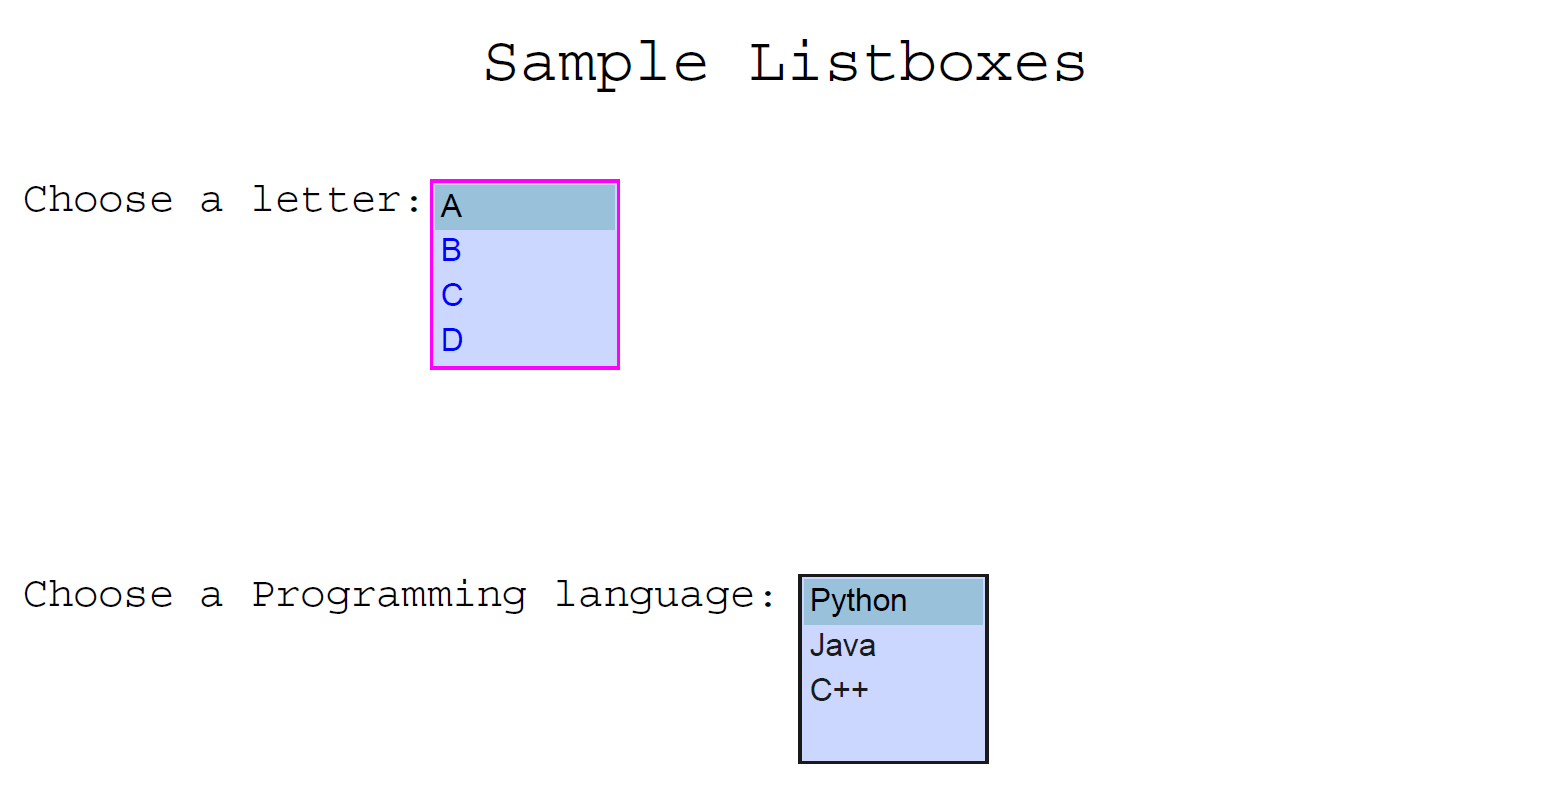 Sample Listboxes
Choose a letter:
A
B
C
D
Choose a Programming language:
Python
Java
C++